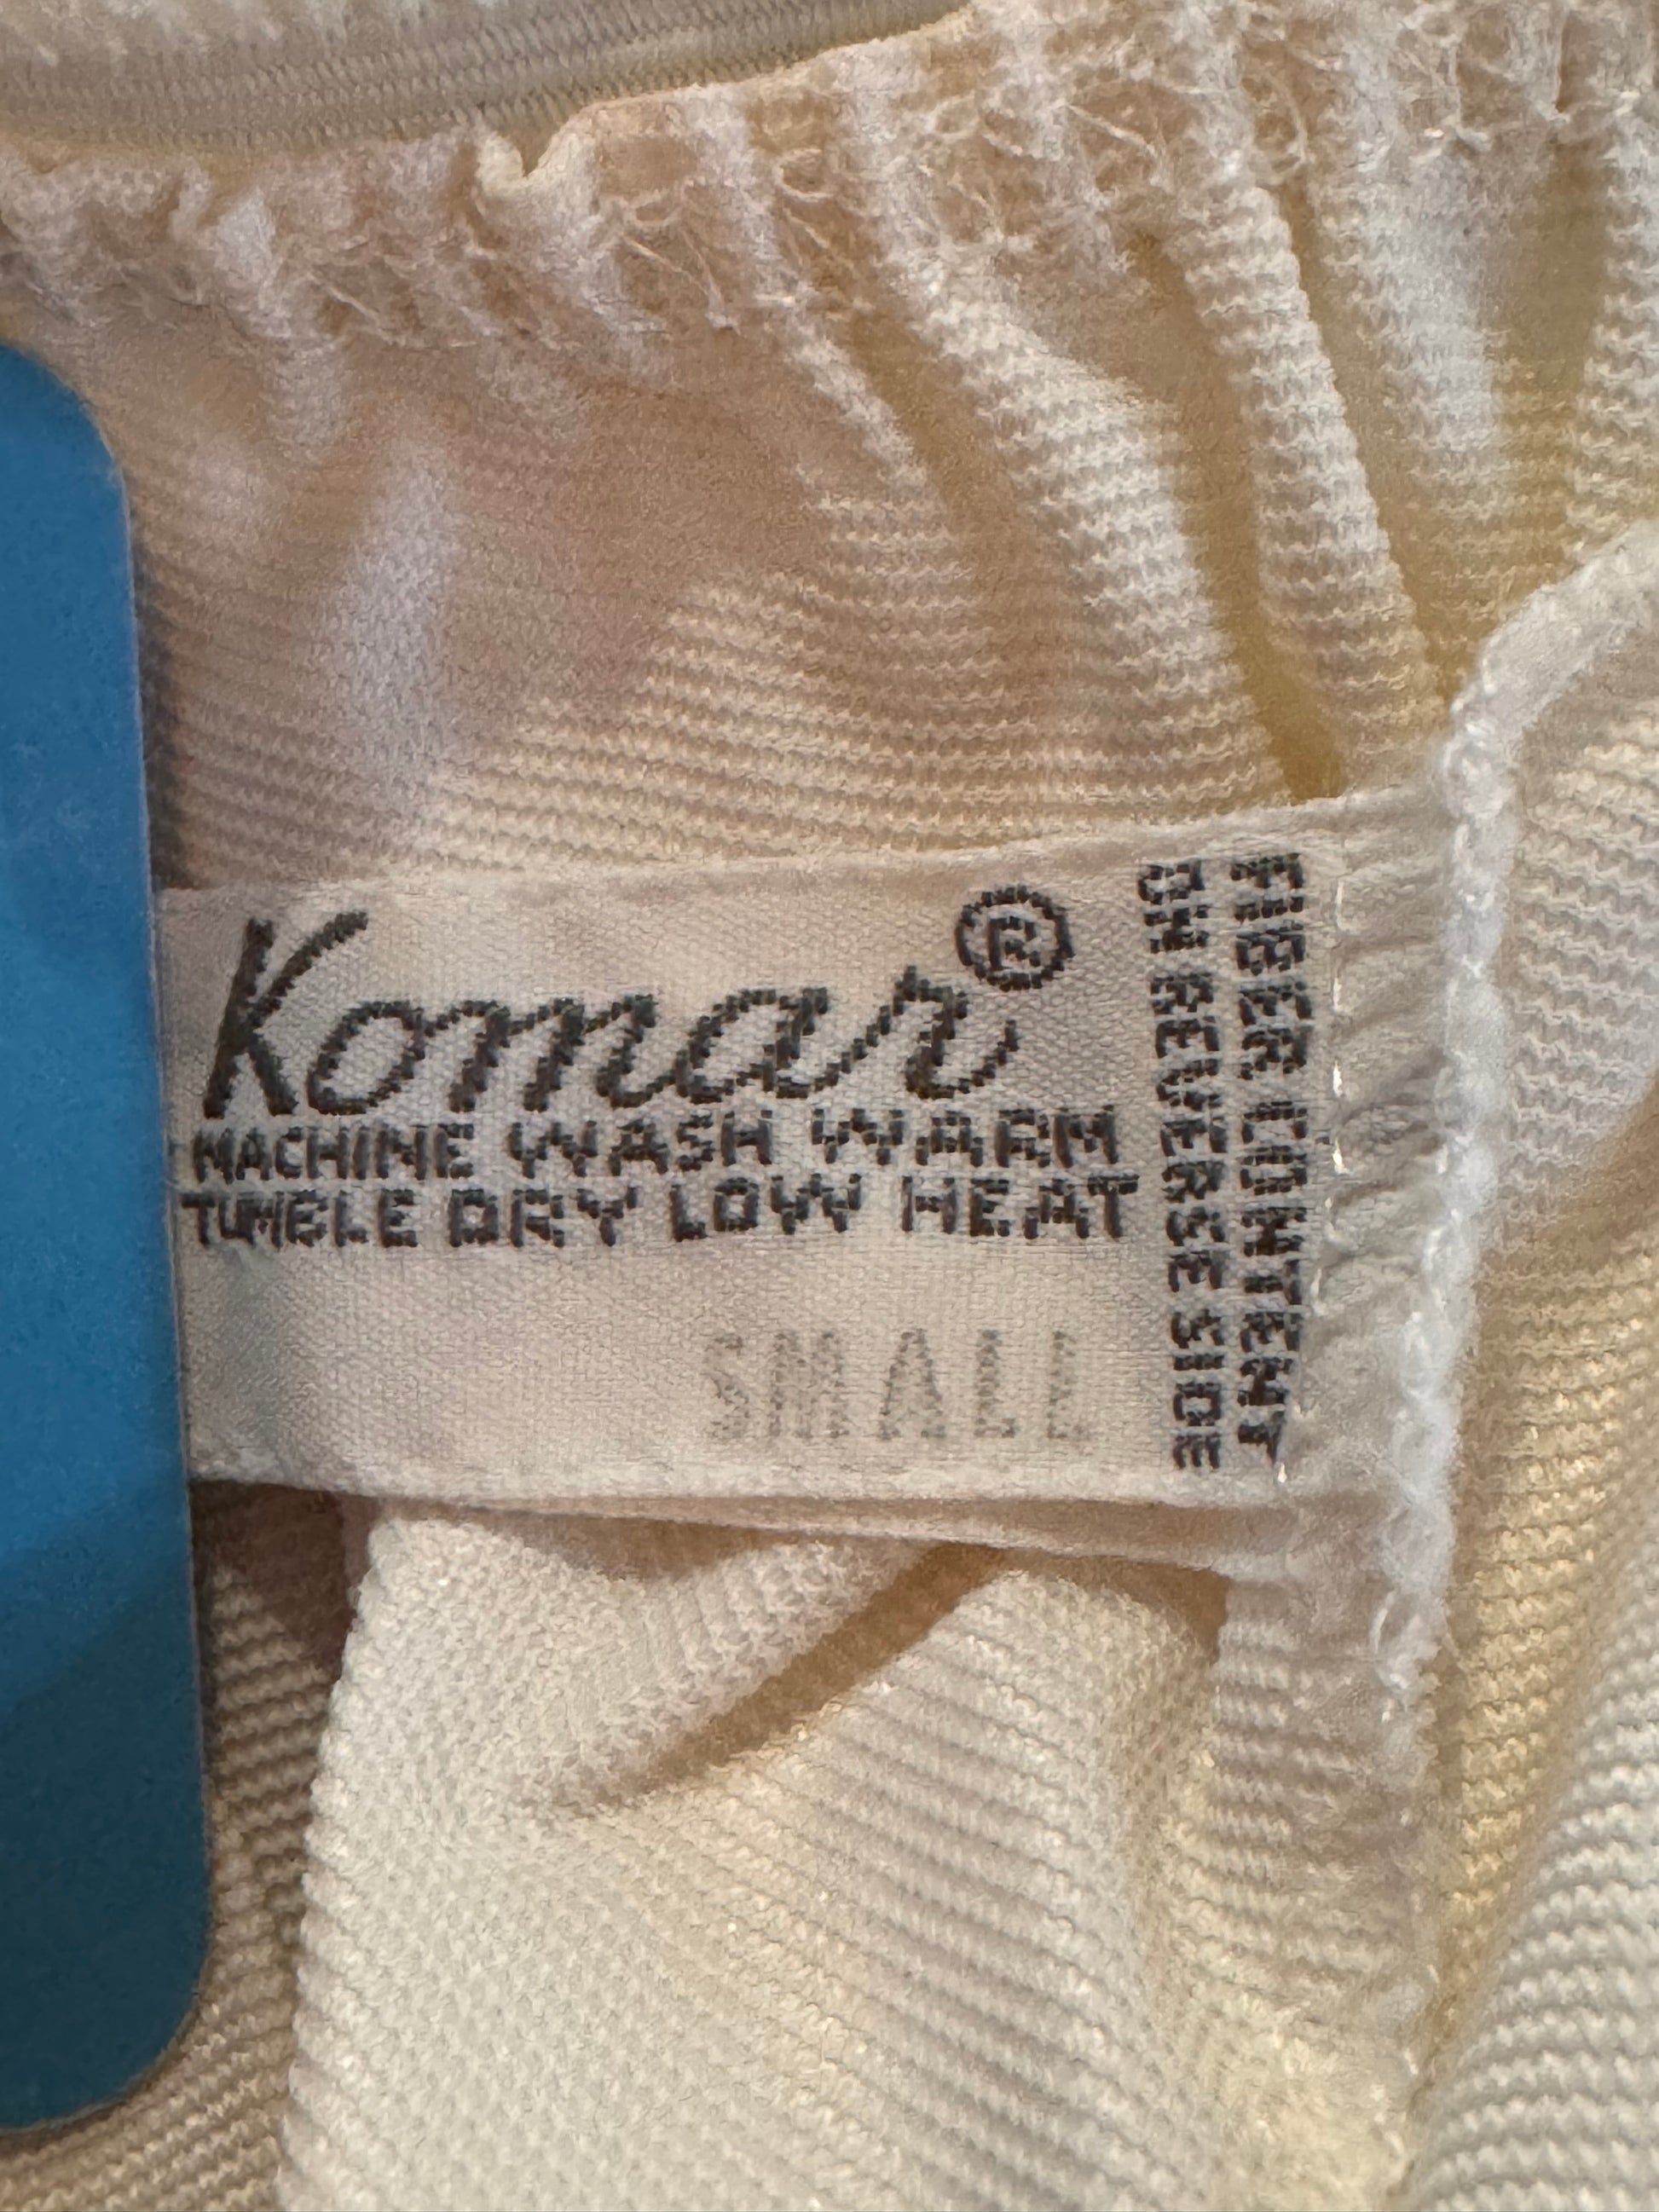 Komar®
MACHINE WASH WARM
TUMBLE DRY LOW HEAT
SMALL
FIBER CONTENT
ON REVERSE SIDE